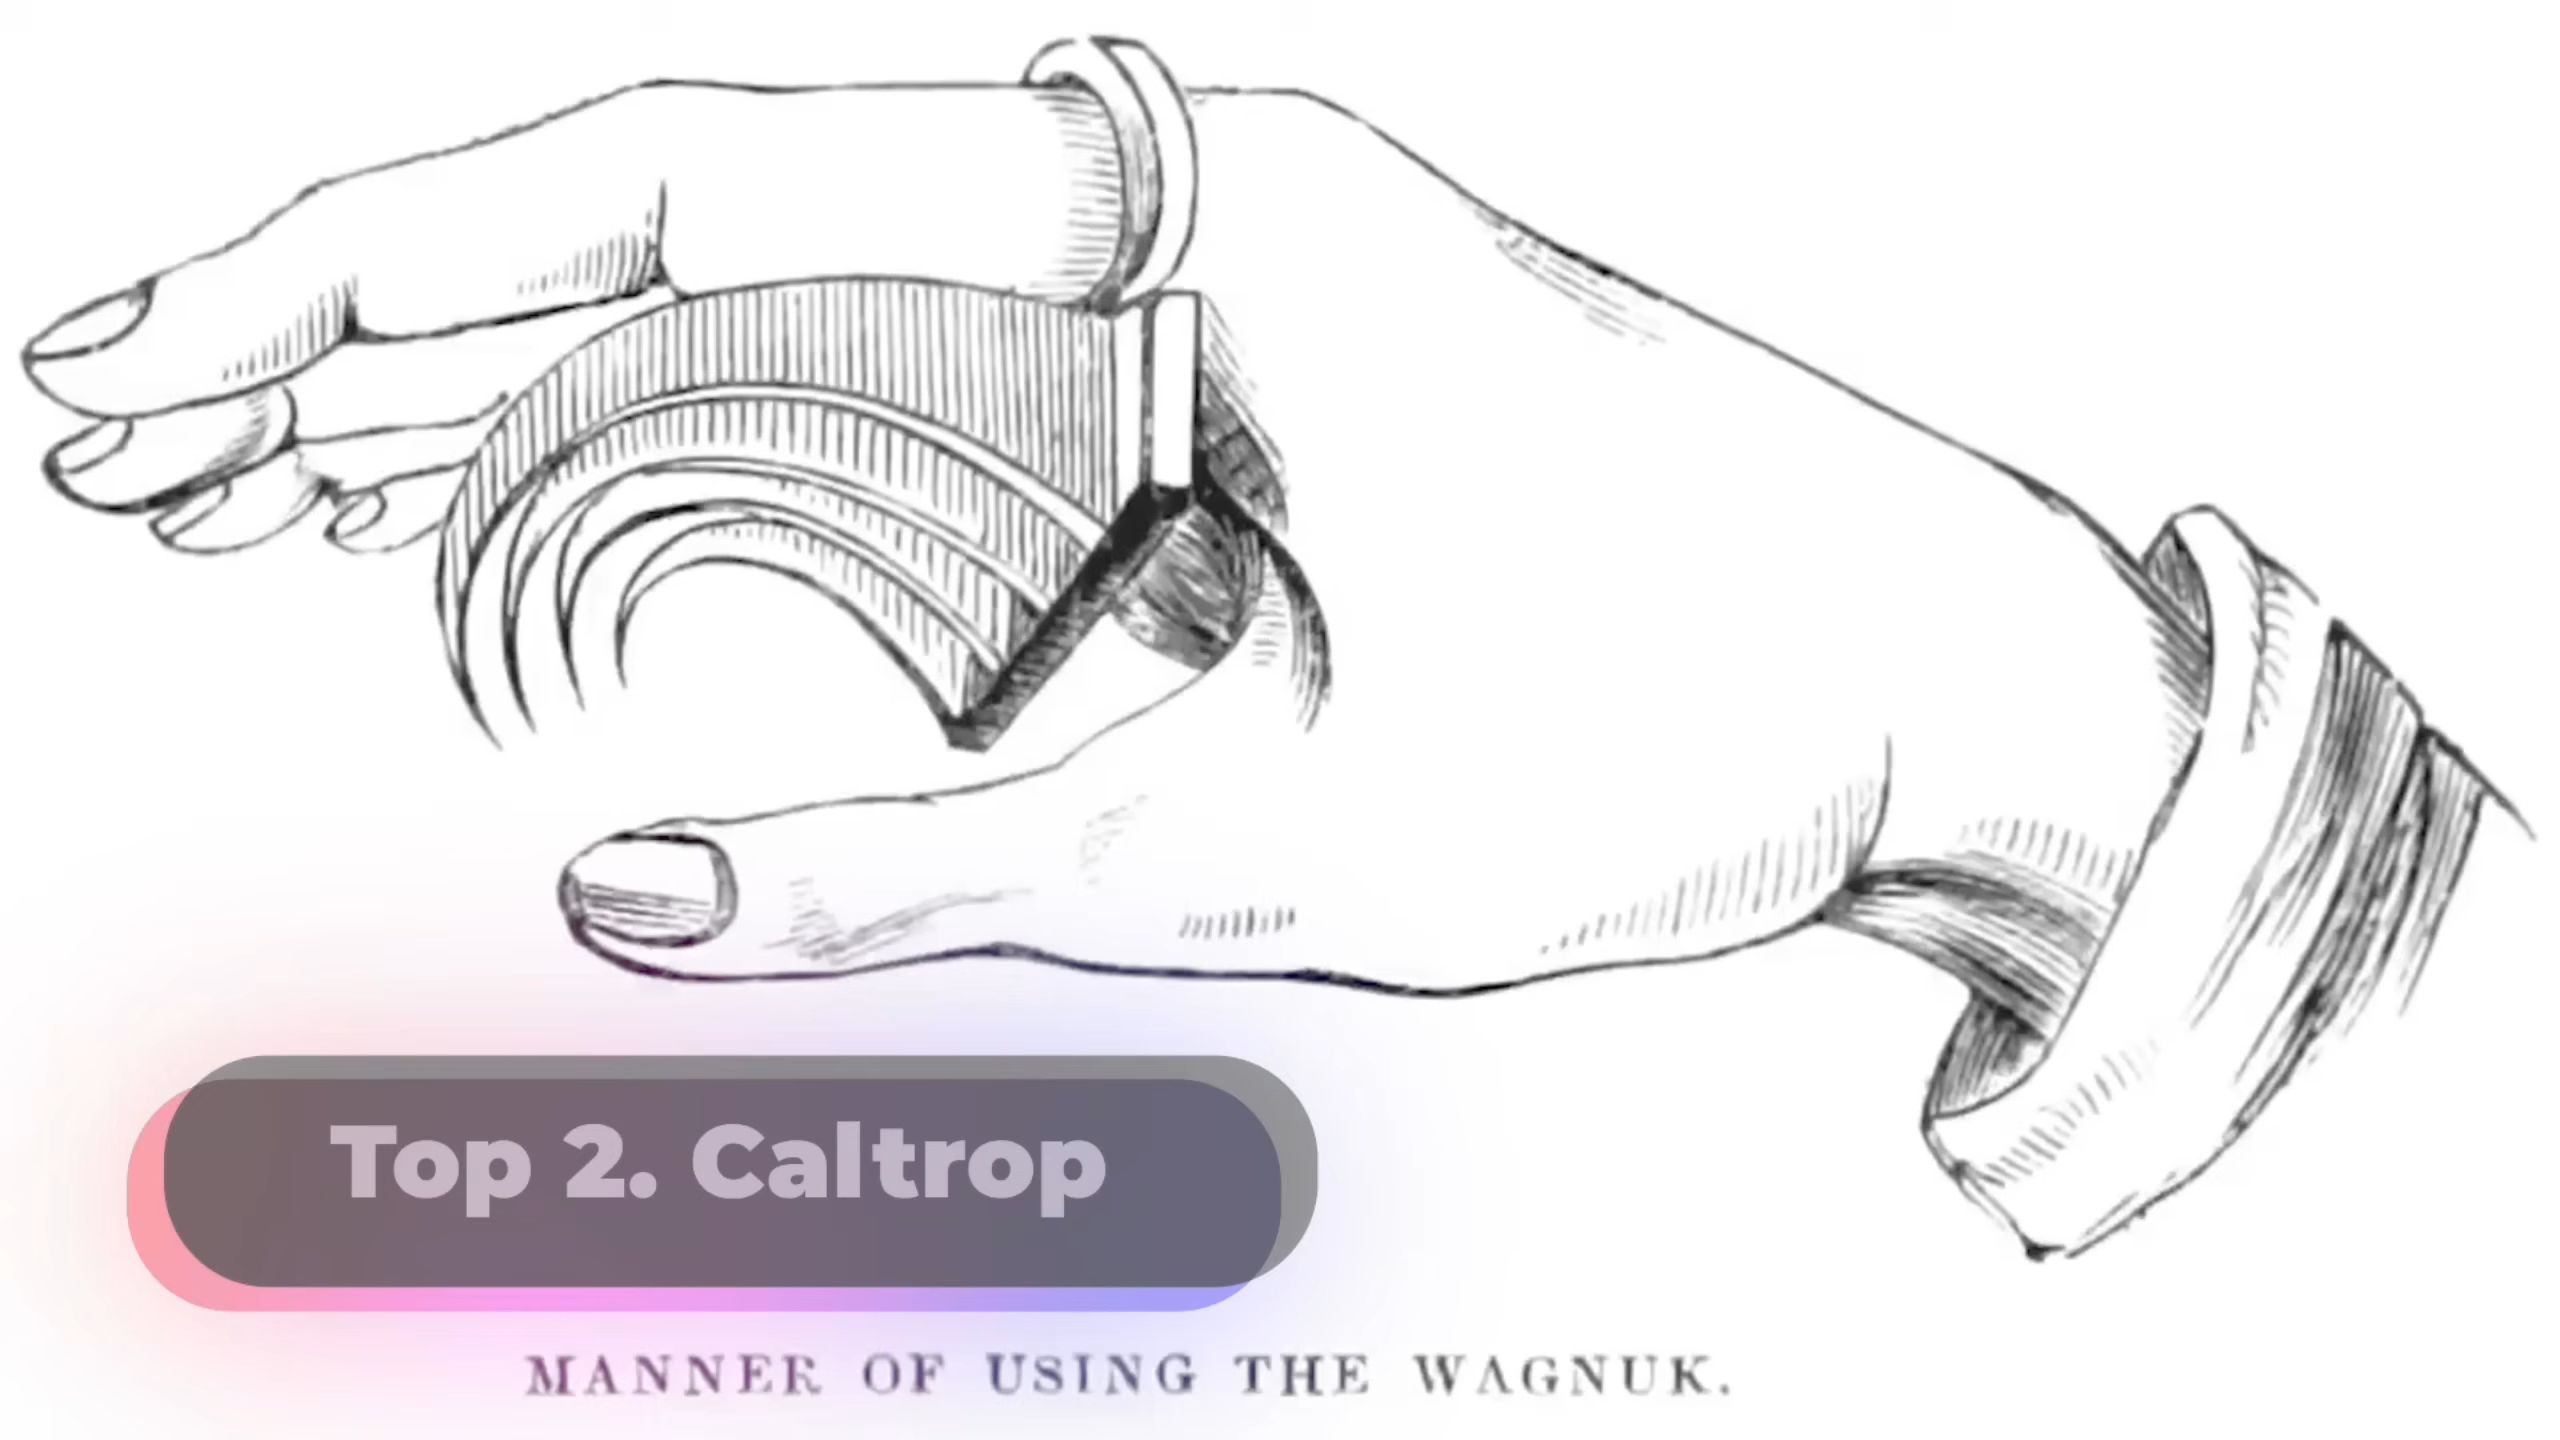 Top 2. Caltrop
MANNER OF USING THE WAGNUK.